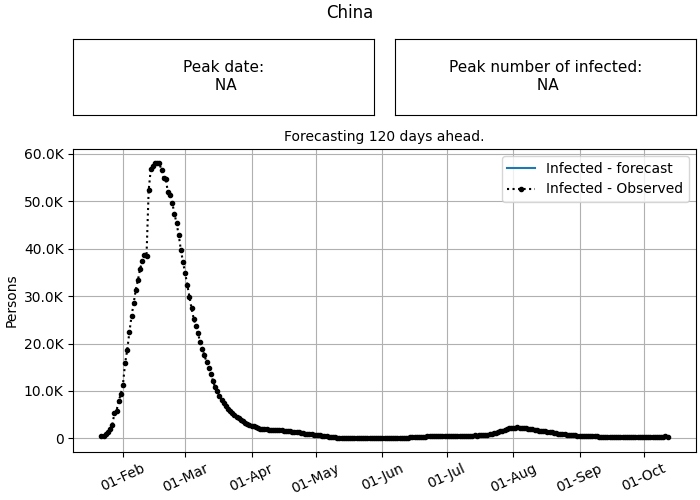 China
Peak date:
NA
Peak number of infected:
NA
Forecasting 120 days ahead.
Infected - forecast
Infected - Observed
Persons
60.0K
50.0K
40.0K
30.0K
20.0K
10.0K
0
01-Feb
01-Mar
01-Apr
01-May
01-Jun
01-Jul
01-Aug
01-Sep
01-Oct